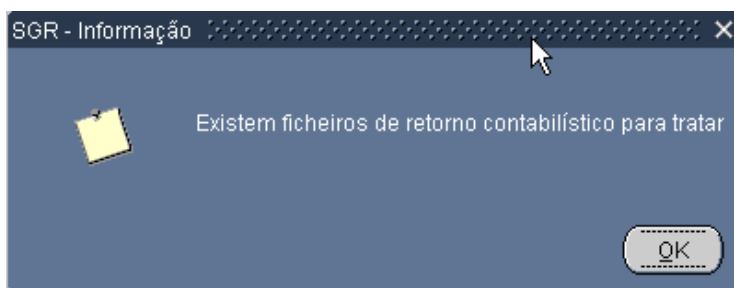 SGR - Informação
Existem ficheiros de retorno contabilístico para tratar
OK